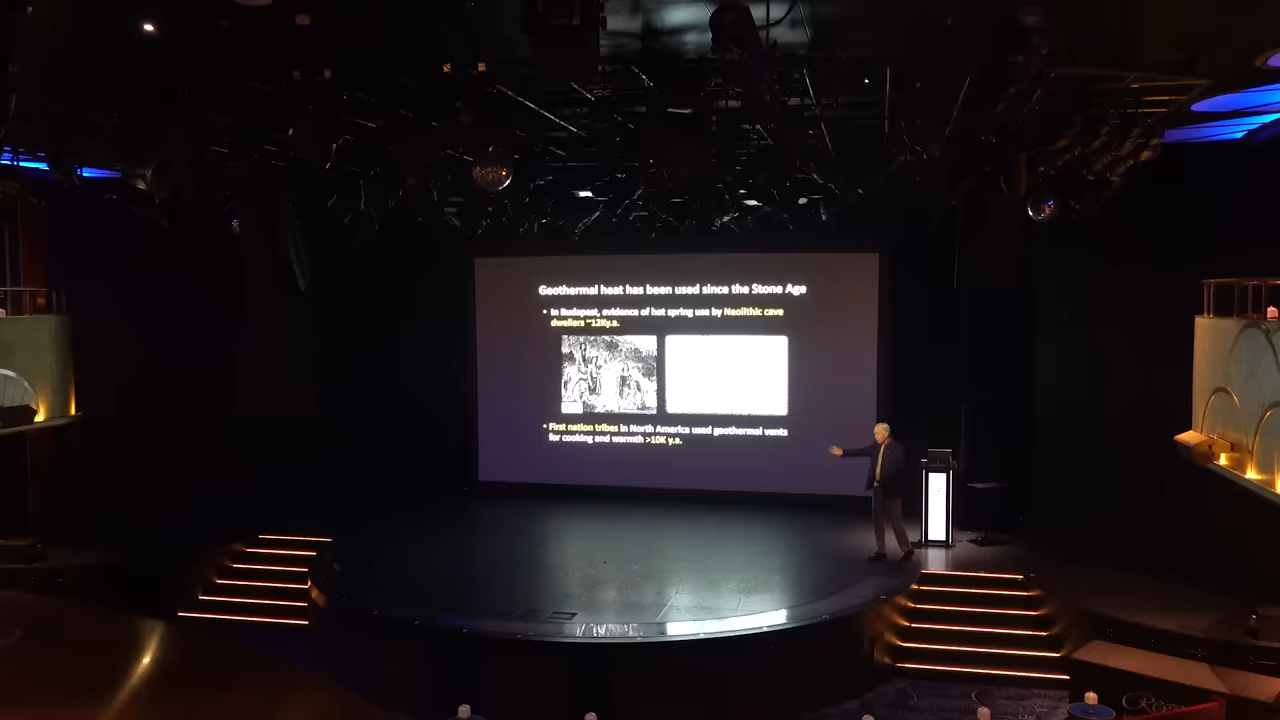 Geothermal heat has been used since the Stone Age
• In Budapest, evidence of hot spring use by Neolithic cave
dwellers ~12Ky.a.
• First nation tribes in North America used geothermal vents
for cooking and warmth >10K y.a.